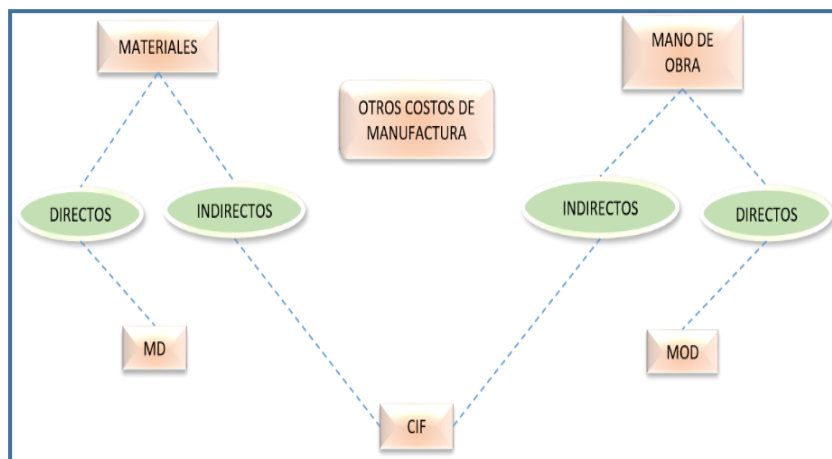 MATERIALES
MANO DE
OBRA
OTROS COSTOS DE
MANUFACTURA
DIRECTOS
INDIRECTOS
INDIRECTOS
DIRECTOS
MD
MOD
CIF